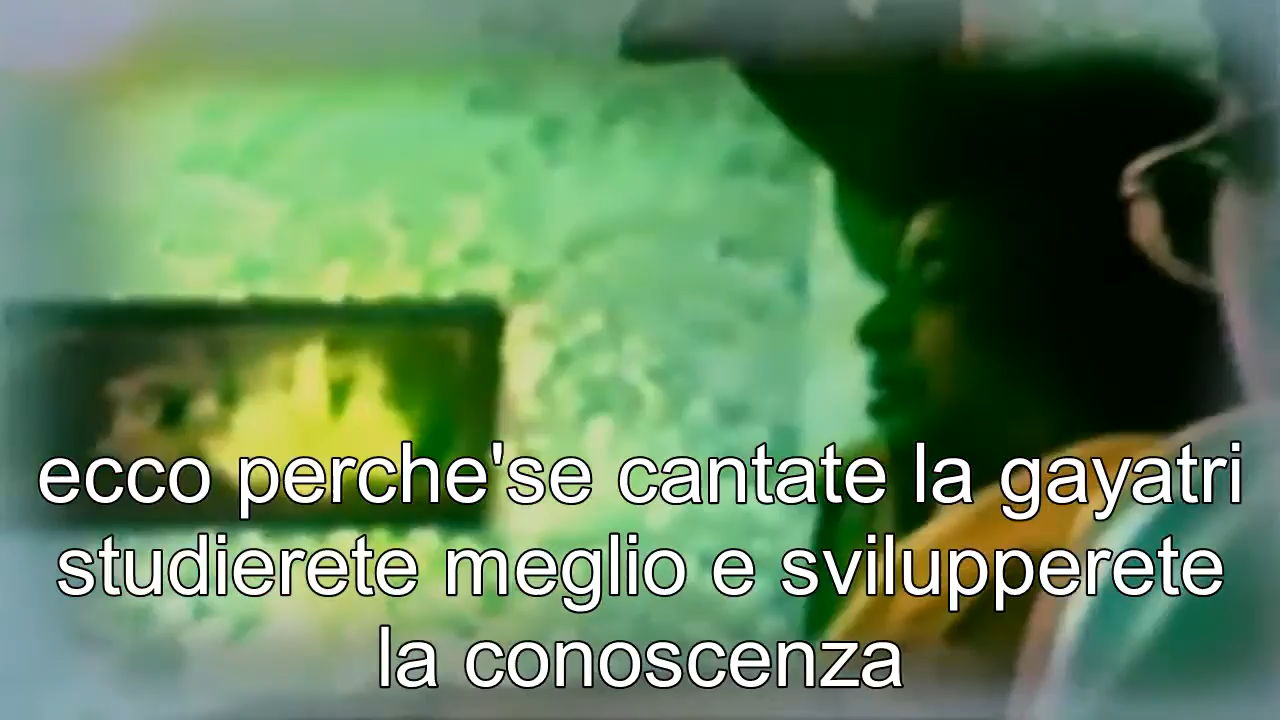 ecco perche'se cantate la gayatri
studierete meglio e svilupperete
la conoscenza